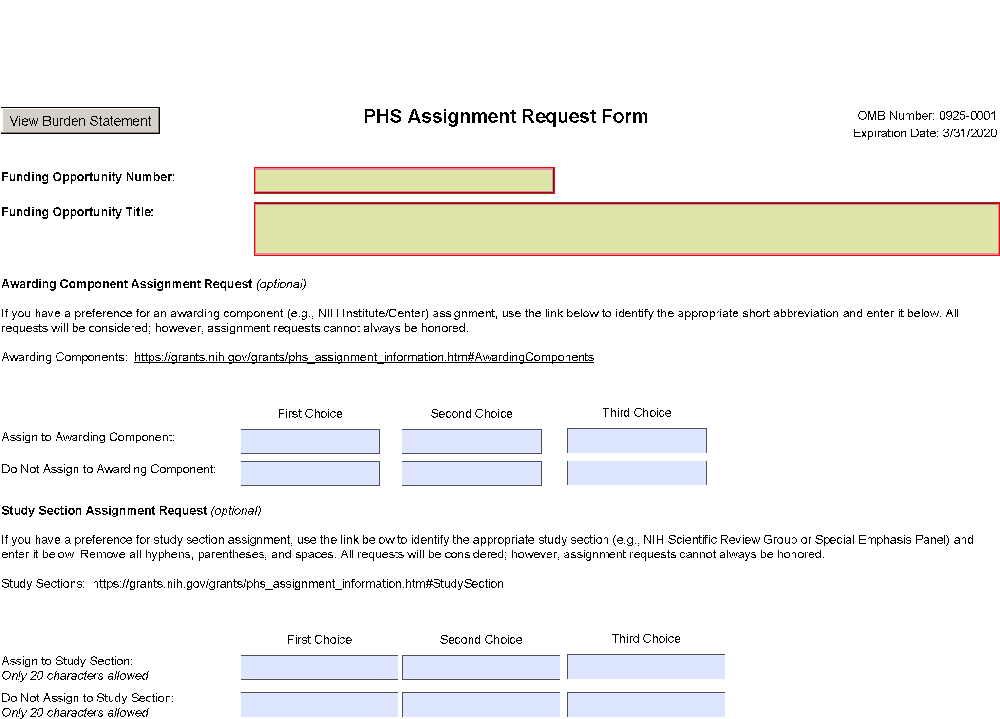 View Burden Statement
PHS Assignment Request Form
OMB Number: 0925-0001
Expiration Date: 3/31/2020
Funding Opportunity Number:
Funding Opportunity Title:
Awarding Component Assignment Request (optional)
If you have a preference for an awarding component (e.g., NIH Institute/Center) assignment, use the link below to identify the appropriate short abbreviation and enter it below. All
requests will be considered; however, assignment requests cannot always be honored.
Awarding Components: https://grants.nih.gov/grants/phs_assignment_information.htm#AwardingComponents
First Choice Second Choice Third Choice
Assign to Awarding Component:
Do Not Assign to Awarding Component:
Study Section Assignment Request (optional)
If you have a preference for study section assignment, use the link below to identify the appropriate study section (e.g., NIH Scientific Review Group or Special Emphasis Panel) and
enter it below. Remove all hyphens, parentheses, and spaces. All requests will be considered; however, assignment requests cannot always be honored.
Study Sections: https://grants.nih.gov/grants/phs_assignment_information.htm#StudySection
First Choice Second Choice Third Choice
Assign to Study Section:
Only 20 characters allowed
Do Not Assign to Study Section:
Only 20 characters allowed